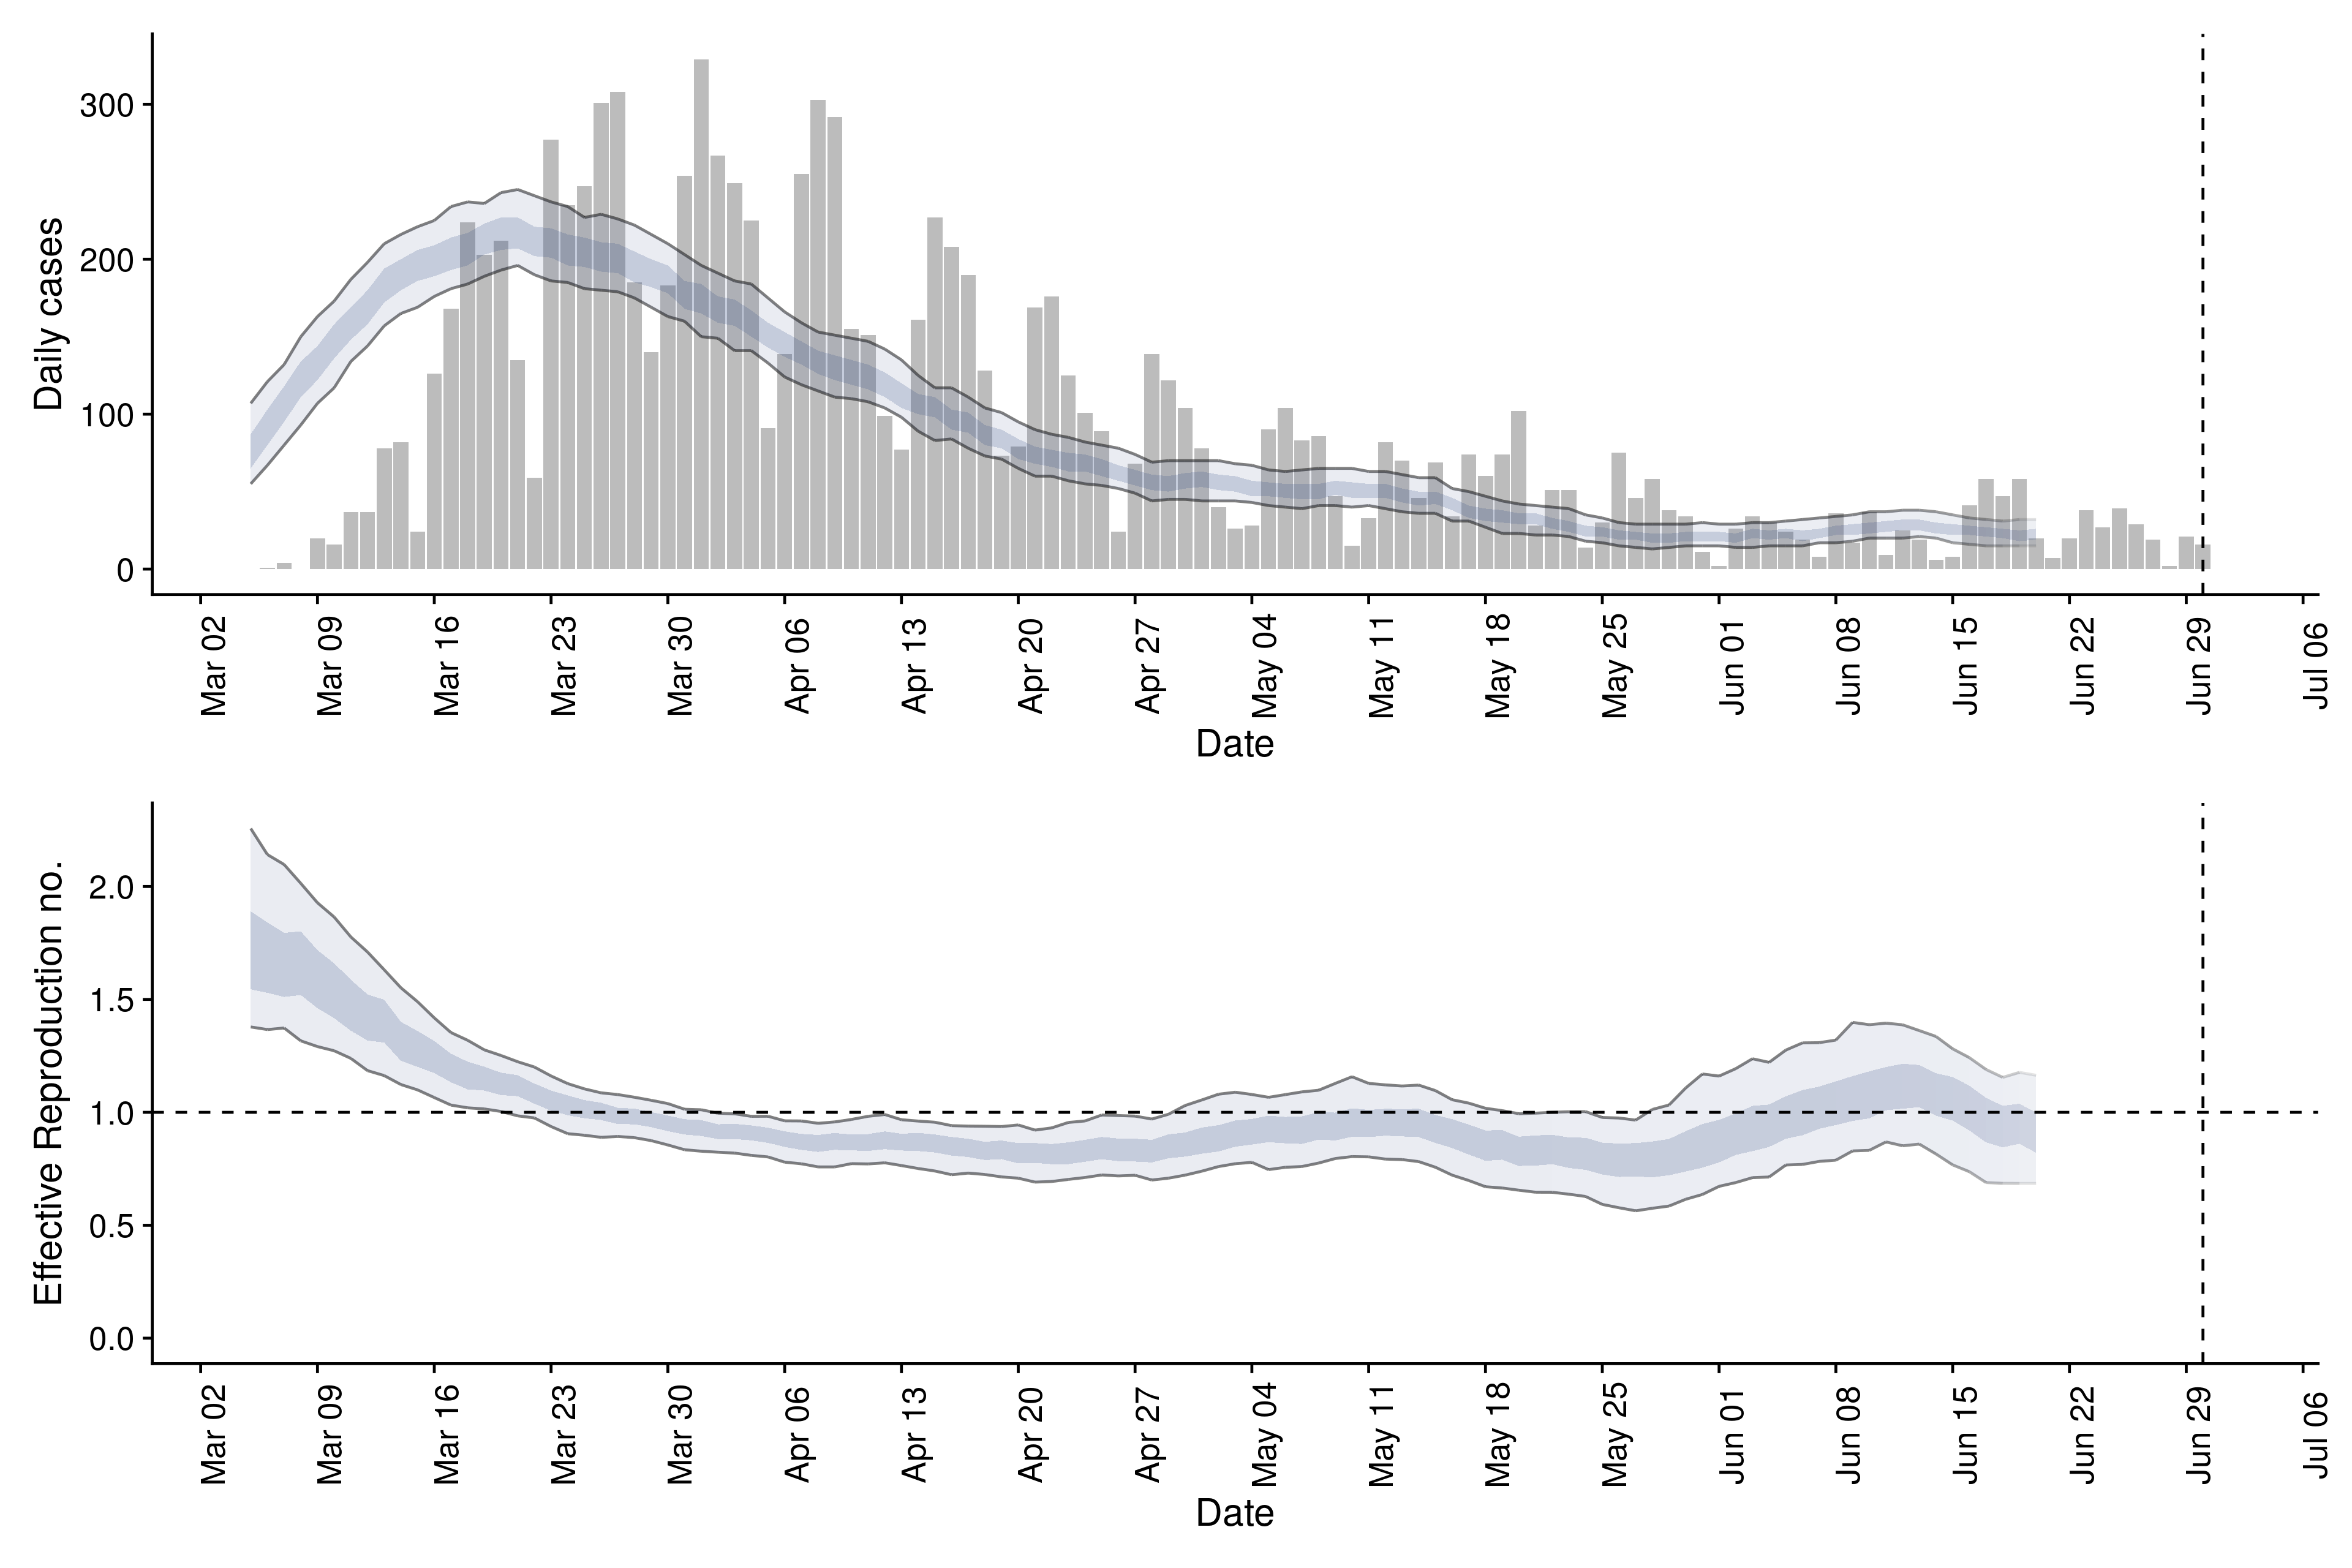 Daily cases
300
200
100
0
Mar 02
Mar 09
Mar 16
Mar 23
Mar 30
Apr 06
Apr 13
Apr 20
Apr 27
May 04
May 11
May 18
May 25
Jun 01
Jun 08
Jun 15
Jun 22
Jun 29
Jul 06
Date
Effective Reproduction no.
2.0
1.5
1.0
0.5
0.0
Mar 02
Mar 09
Mar 16
Mar 23
Mar 30
Apr 06
Apr 13
Apr 20
Apr 27
May 04
May 11
May 18
May 25
Jun 01
Jun 08
Jun 15
Jun 22
Jun 29
Jul 06
Date